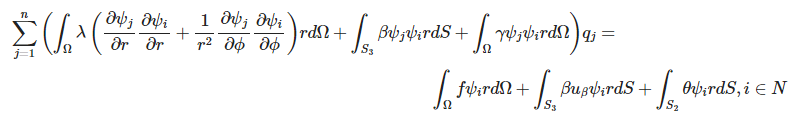 \sum_{j=1}^{n} \left( \int_{\Omega} \lambda \left( \frac{\partial \psi_j}{\partial r} \frac{\partial \psi_i}{\partial r} + \frac{1}{r^2} \frac{\partial \psi_j}{\partial \phi} \frac{\partial \psi_i}{\partial \phi} \right) r d\Omega + \int_{S_3} \beta \psi_j \psi_i r dS + \int_{\Omega} \gamma \psi_j \psi_i r d\Omega \right) q_j =
\int_{\Omega} f \psi_i r d\Omega + \int_{S_3} \beta u_\beta \psi_i r dS + \int_{S_2} \theta \psi_i r dS, i \in N